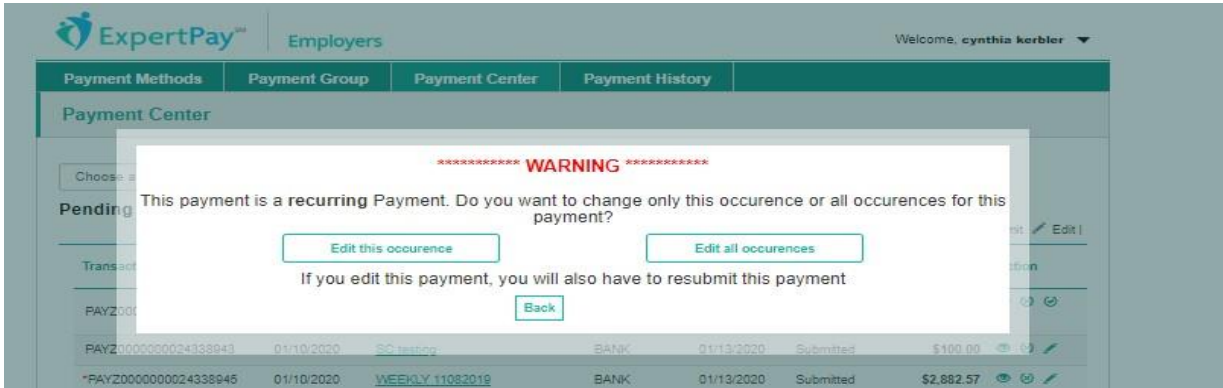 ExpertPay℠ Employers
Welcome, cynthia kerbler
Payment Methods Payment Group Payment Center Payment History
Payment Center
*********** WARNING ***********
Choose
This payment is a recurring Payment. Do you want to change only this occurence or all occurences for this
Pending
payment?
Edit |
Edit this occurence Edit all occurences
If you edit this payment, you will also have to resubmit this payment
Back
PAYZ0000000024338943 01/10/2020 SC testing BANK 01/13/2020 Submitted $100.00
*PAYZ0000000024338945 01/10/2020 WEEKLY 11082019 BANK 01/13/2020 Submitted $2,882.57